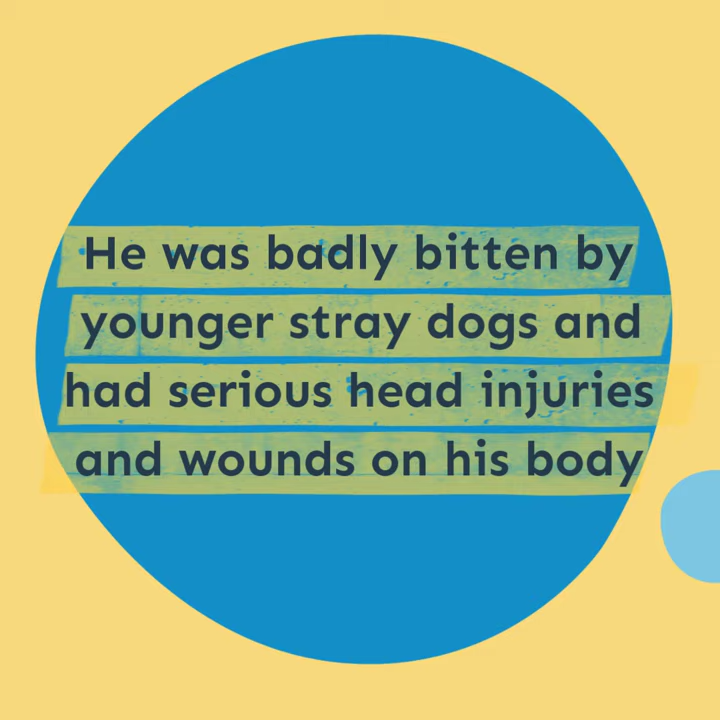 He was badly bitten by
younger stray dogs and
had serious head injuries
and wounds on his body